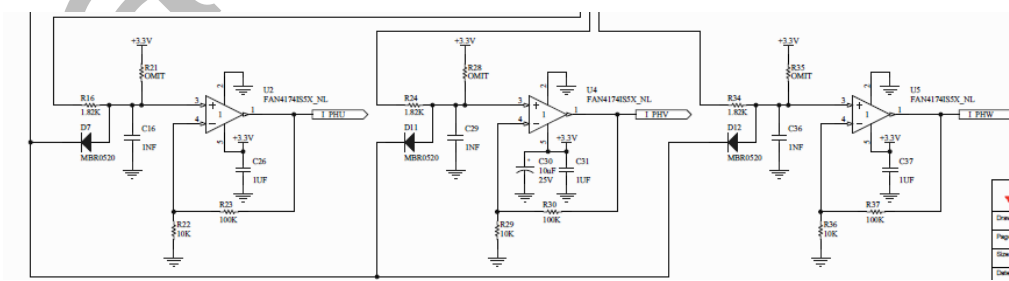 +3.3V
R21
OMIT
R16
1.82K
3
4
2
1
5
U2
FAN4174IS5X_NL
I_PHU
D7
MBR0520
C16
1NF
+3.3V
C26
1UF
R23
100K
R22
10K
+3.3V
R28
OMIT
R24
1.82K
3
4
2
1
5
U4
FAN4174IS5X_NL
I_PHV
D11
MBR0520
C29
1NF
+3.3V
C30
10uF
25V
C31
1UF
R30
100K
R29
10K
+3.3V
R35
OMIT
R34
1.82K
3
4
2
1
5
U5
FAN4174IS5X_NL
I_PHW
D12
MBR0520
C36
1NF
+3.3V
C37
1UF
R37
100K
R36
10K
Size
Date